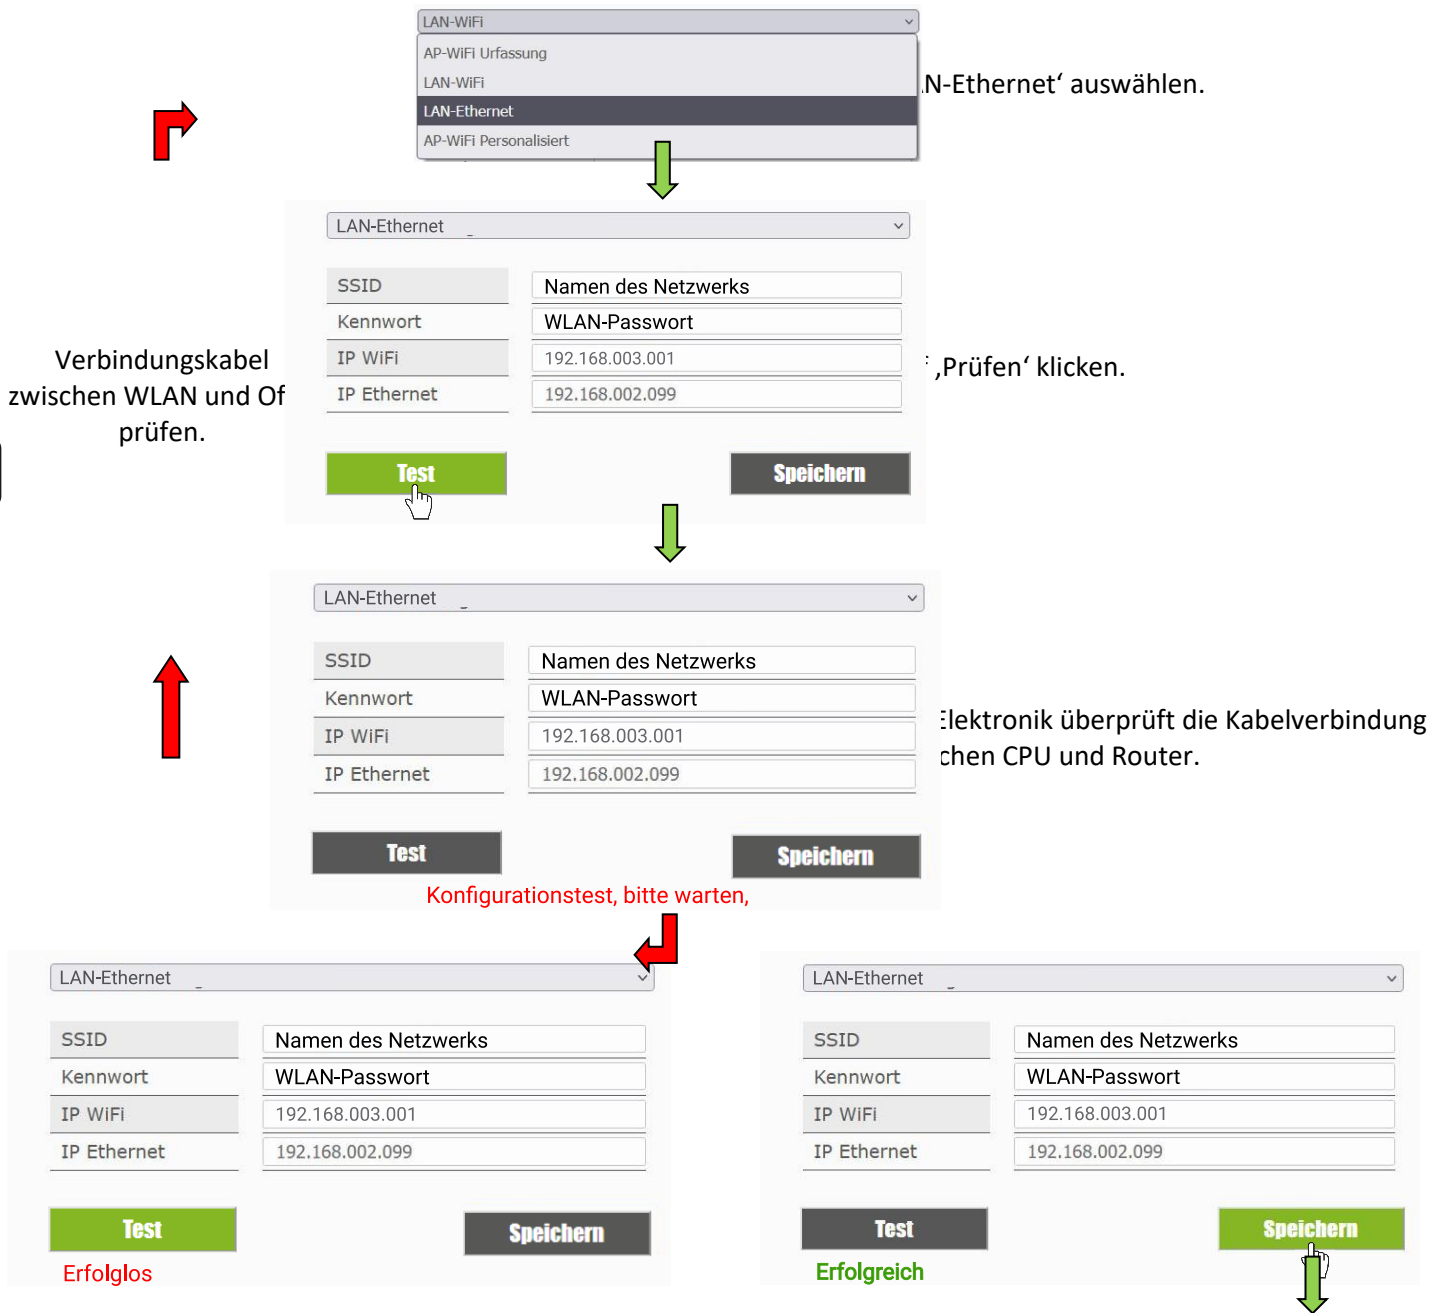 LAN-WiFi
AP-WiFi Urfassung
LAN-WiFi
LAN-Ethernet
AP-WiFi Personalisiert
N-Ethernet‘ auswählen.
LAN-Ethernet
SSID Namen des Netzwerks
Kennwort WLAN-Passwort
IP WiFi 192.168.003.001
IP Ethernet 192.168.002.099
Test Speichern
Verbindungskabel
zwischen WLAN und Of
prüfen.
‚Prüfen‘ klicken.
LAN-Ethernet
SSID Namen des Netzwerks
Kennwort WLAN-Passwort
IP WiFi 192.168.003.001
IP Ethernet 192.168.002.099
Test Speichern
Konfigurationstest, bitte warten,
Elektronik überprüft die Kabelverbindung
chen CPU und Router.
LAN-Ethernet
SSID Namen des Netzwerks
Kennwort WLAN-Passwort
IP WiFi 192.168.003.001
IP Ethernet 192.168.002.099
Test Speichern
Erfolglos
LAN-Ethernet
SSID Namen des Netzwerks
Kennwort WLAN-Passwort
IP WiFi 192.168.003.001
IP Ethernet 192.168.002.099
Test Speichern
Erfolgreich